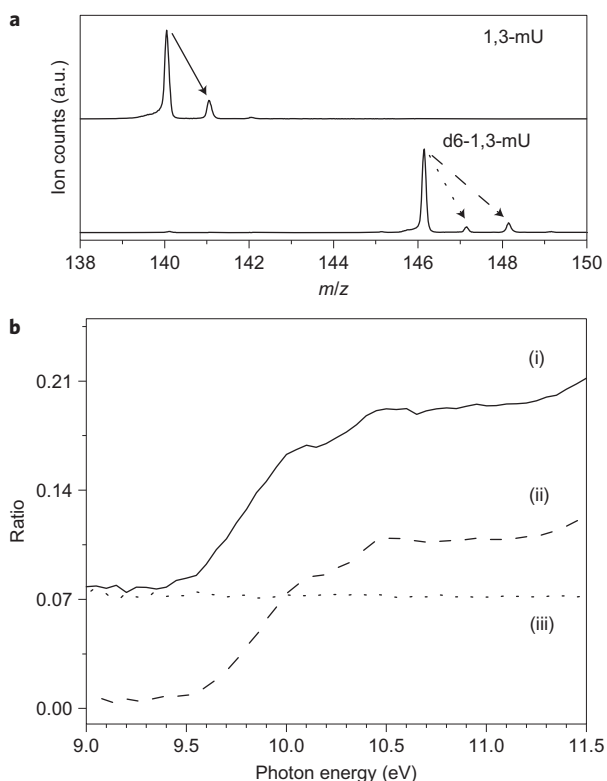 a
1,3-mU
d6-1,3-mU
Ion counts (a.u.)
138 140 142 144 146 148 150
m/z
b
(i)
(ii)
(iii)
Ratio
0.21
0.14
0.07
0.00
9.0 9.5 10.0 10.5 11.0 11.5
Photon energy (eV)